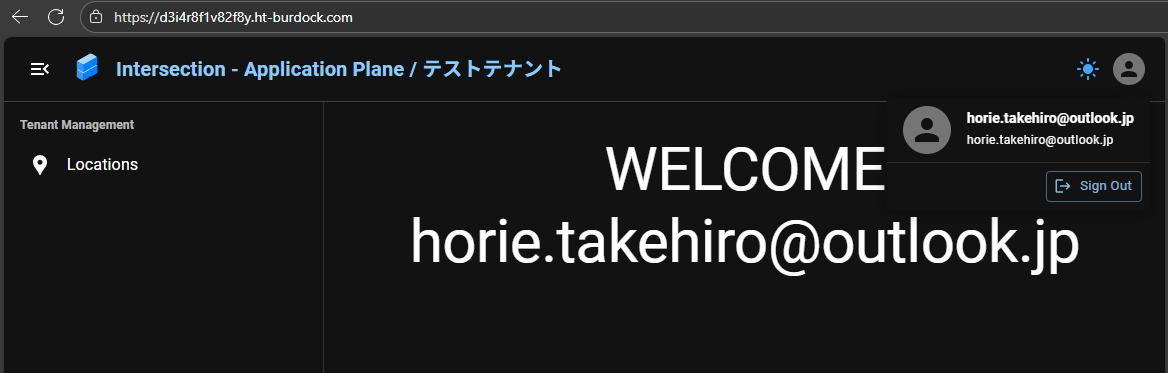 https://d3i4r8f1v82f8y.ht-burdock.com
Intersection - Application Plane / テストテナント
Tenant Management
Locations
horie.takehiro@outlook.jp
horie.takehiro@outlook.jp
Sign Out
WELCOME
horie.takehiro@outlook.jp